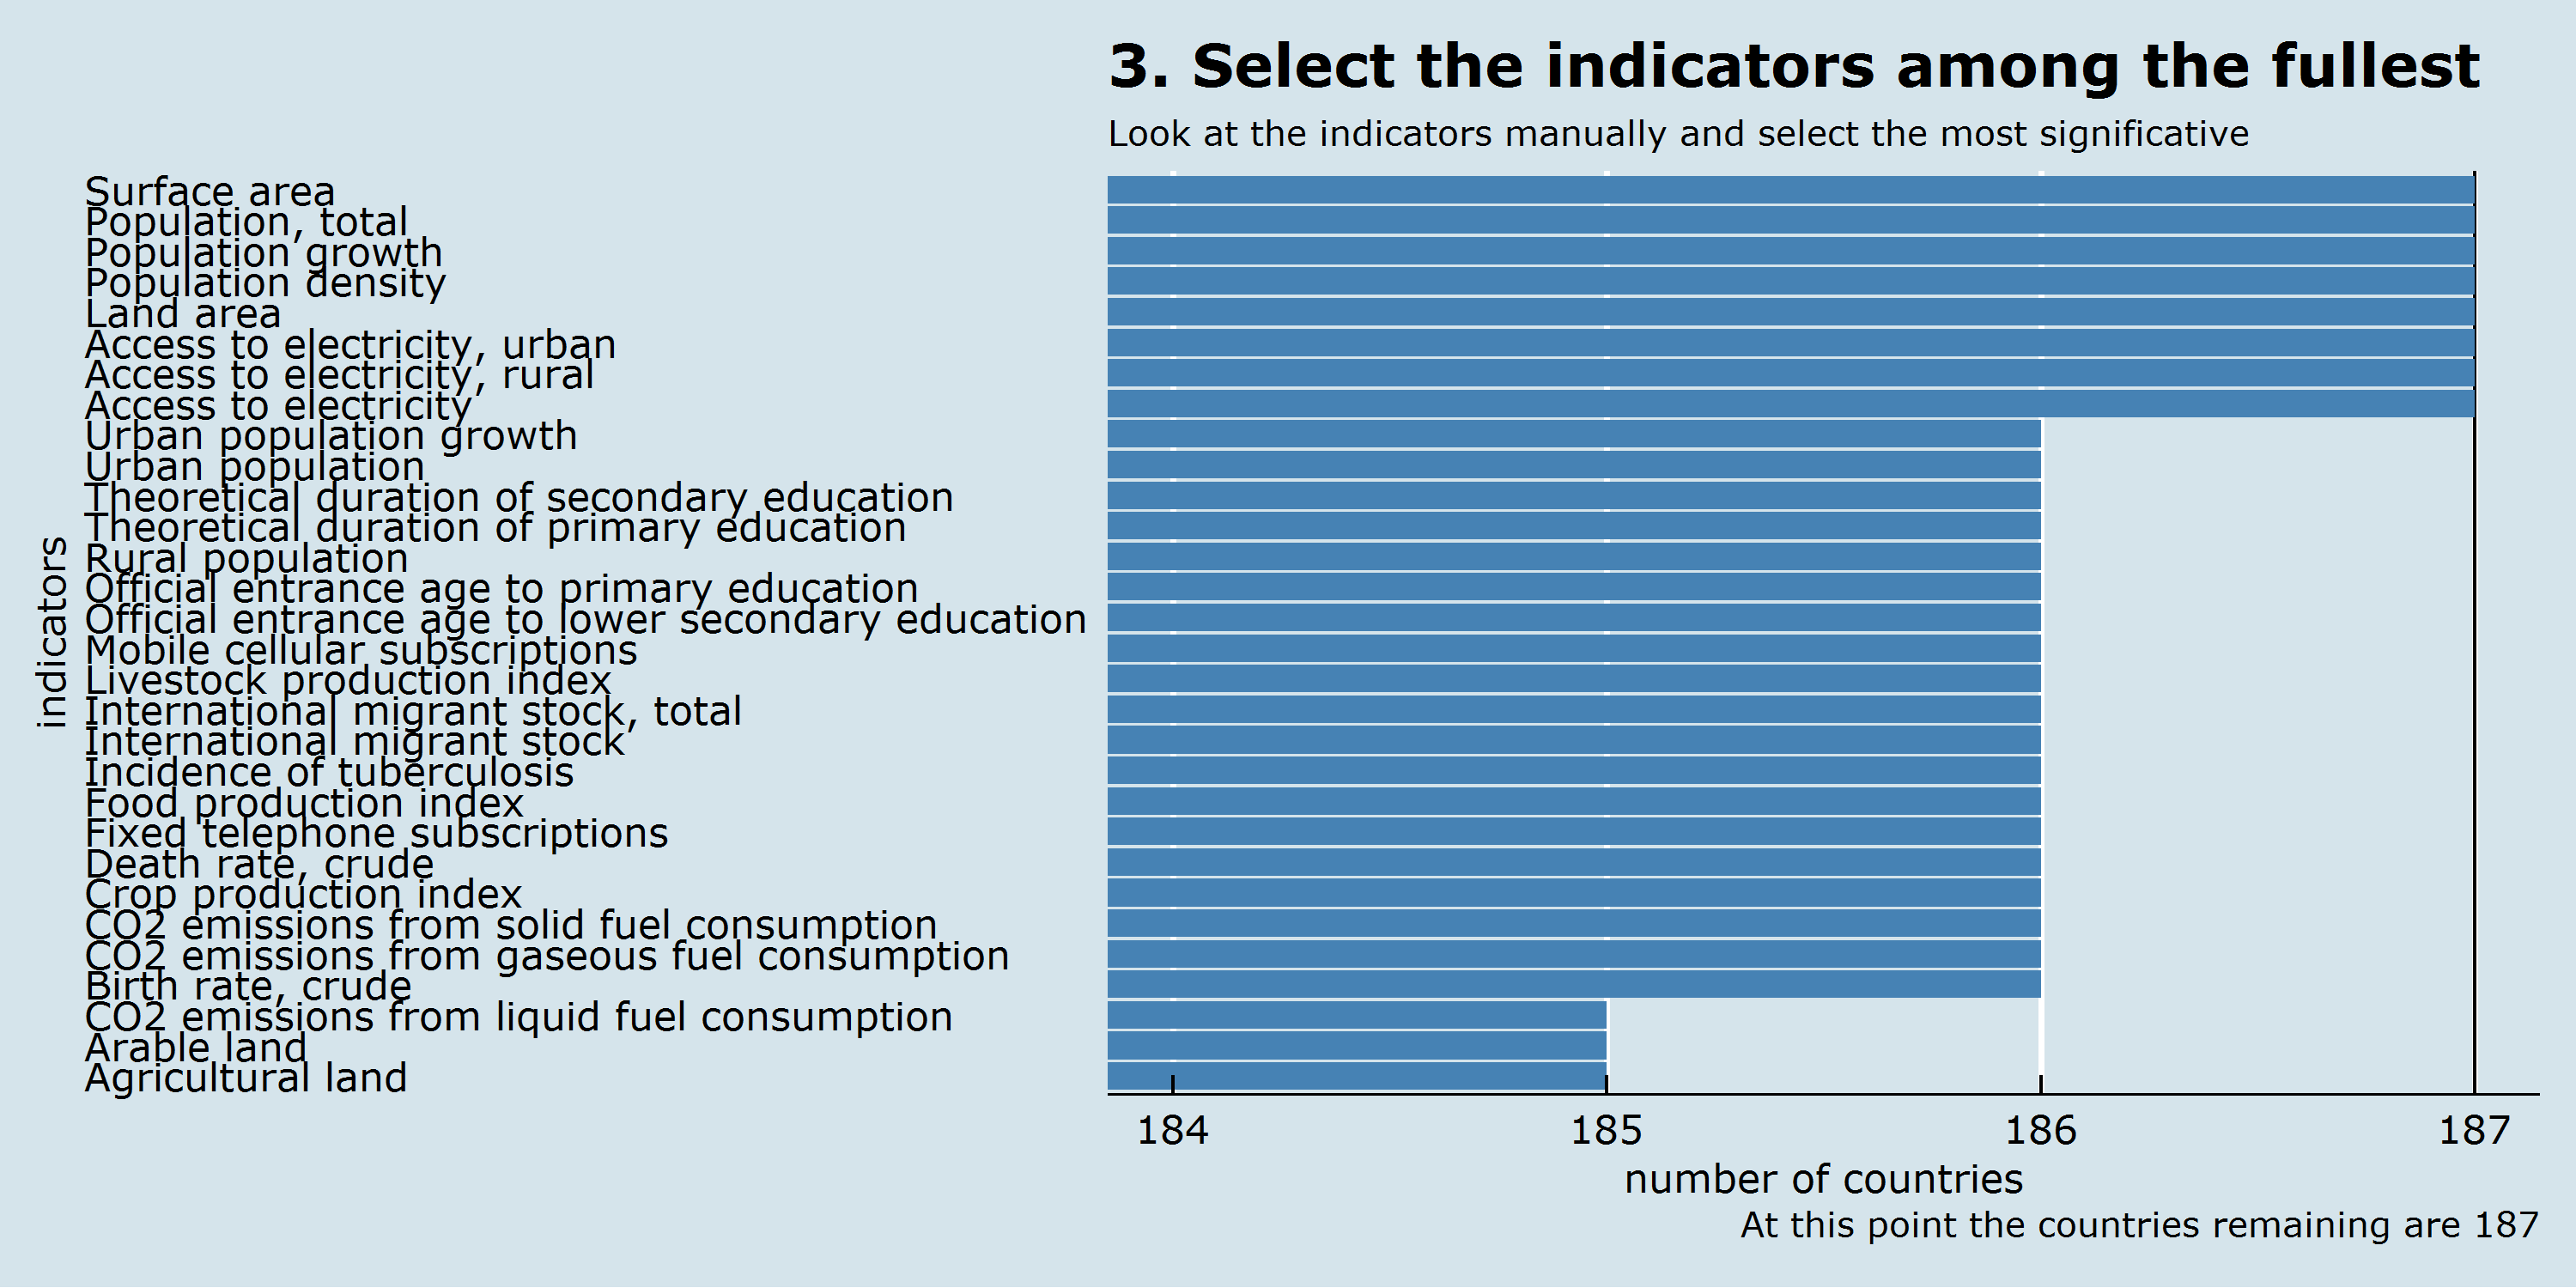 3. Select the indicators among the fullest
Look at the indicators manually and select the most significative
Surface area
Population, total
Population growth
Population density
Land area
Access to electricity, urban
Access to electricity, rural
Access to electricity
Urban population growth
Urban population
Theoretical duration of secondary education
Theoretical duration of primary education
Rural population
Official entrance age to primary education
Official entrance age to lower secondary education
Mobile cellular subscriptions
Livestock production index
International migrant stock, total
International migrant stock
Incidence of tuberculosis
Food production index
Fixed telephone subscriptions
Death rate, crude
Crop production index
CO2 emissions from solid fuel consumption
CO2 emissions from gaseous fuel consumption
Birth rate, crude
CO2 emissions from liquid fuel consumption
Arable land
Agricultural land
indicators
184 185 186 187
number of countries
At this point the countries remaining are 187